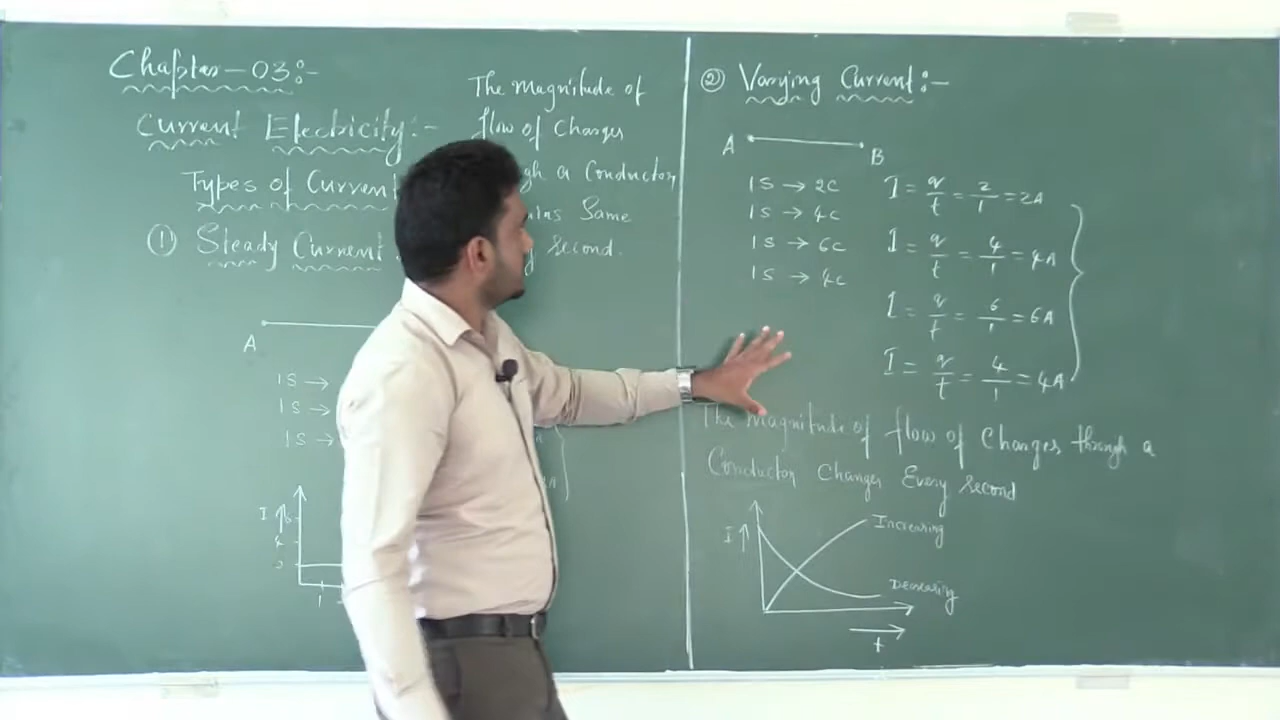 Chapter - 03:-
Current Electricity:-
Types of Current
① Steady Current
The Magnitude of
flow of Charges
a Conductor
Same
second.
A
1S →
1S →
1S →
I ↑
1
② Varying Current:-
A B
1S → 2C
1S → 4C
1S → 6C
1S → 4C
I = q/t = 2/1 = 2A
I = q/t = 4/1 = 4A
I = q/t = 6/1 = 6A
I = q/t = 4/1 = 4A
The Magnitude of flow of Charges through a
Conductor Changes Every Second
I ↑
Increasing
Decreasing
t